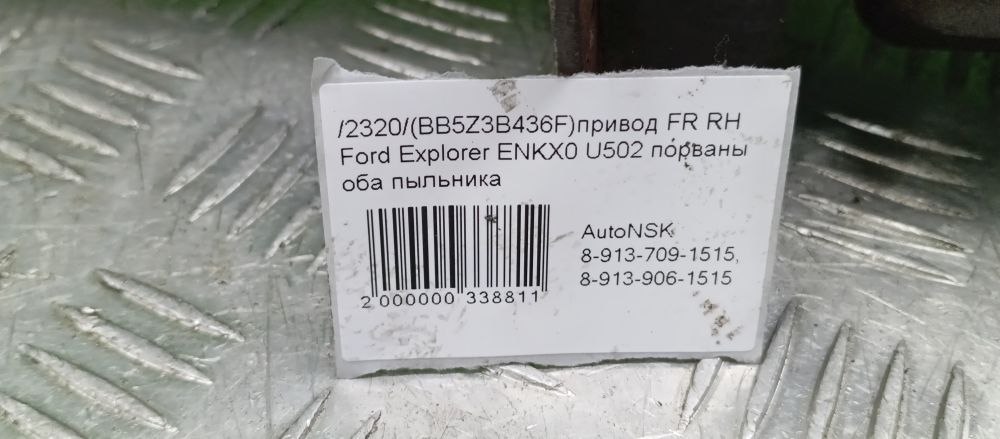 /2320/(BB5Z3B436F)привод FR RH
Ford Explorer ENKX0 U502 порваны
оба пыльника
AutoNSK
8-913-709-1515,
8-913-906-1515
2 000000 338811